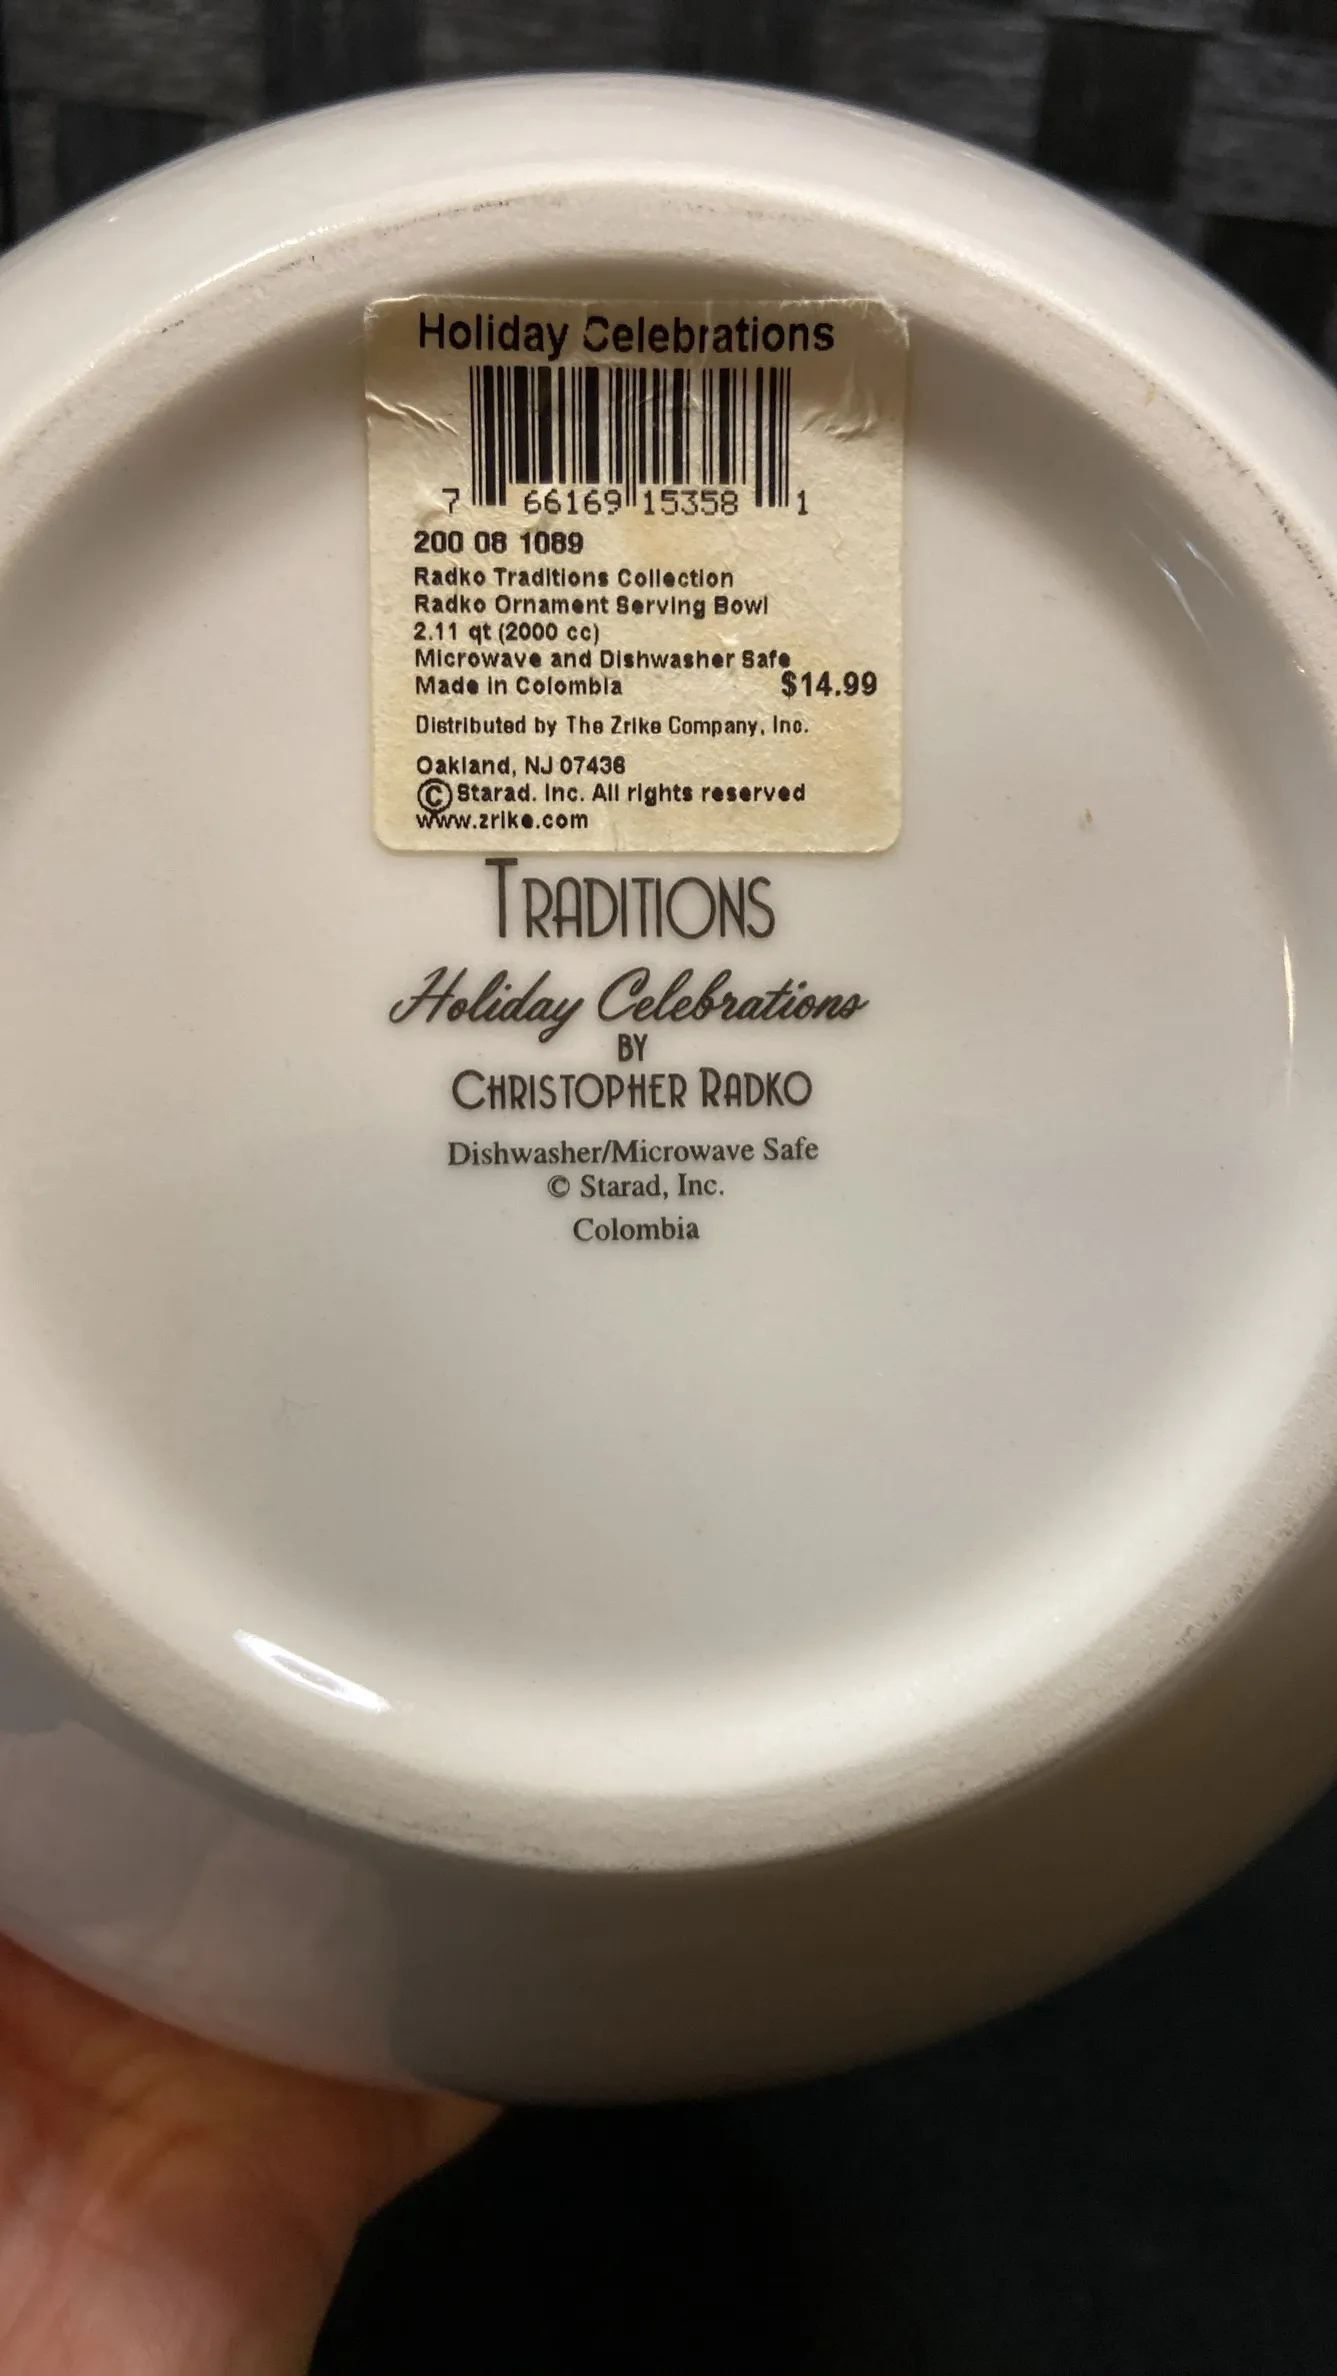 Holiday Celebrations
7 66169 15358 1
200 08 1089
Radko Traditions Collection
Radko Ornament Serving Bowl
2.11 qt (2000 cc)
Microwave and Dishwasher Safe
Made in Colombia $14.99
Distributed by The Zrike Company, Inc.
Oakland, NJ 07436
© Starad. Inc. All rights reserved
www.zrike.com
TRADITIONS
Holiday Celebrations
BY
CHRISTOPHER RADKO
Dishwasher/Microwave Safe
© Starad, Inc.
Colombia